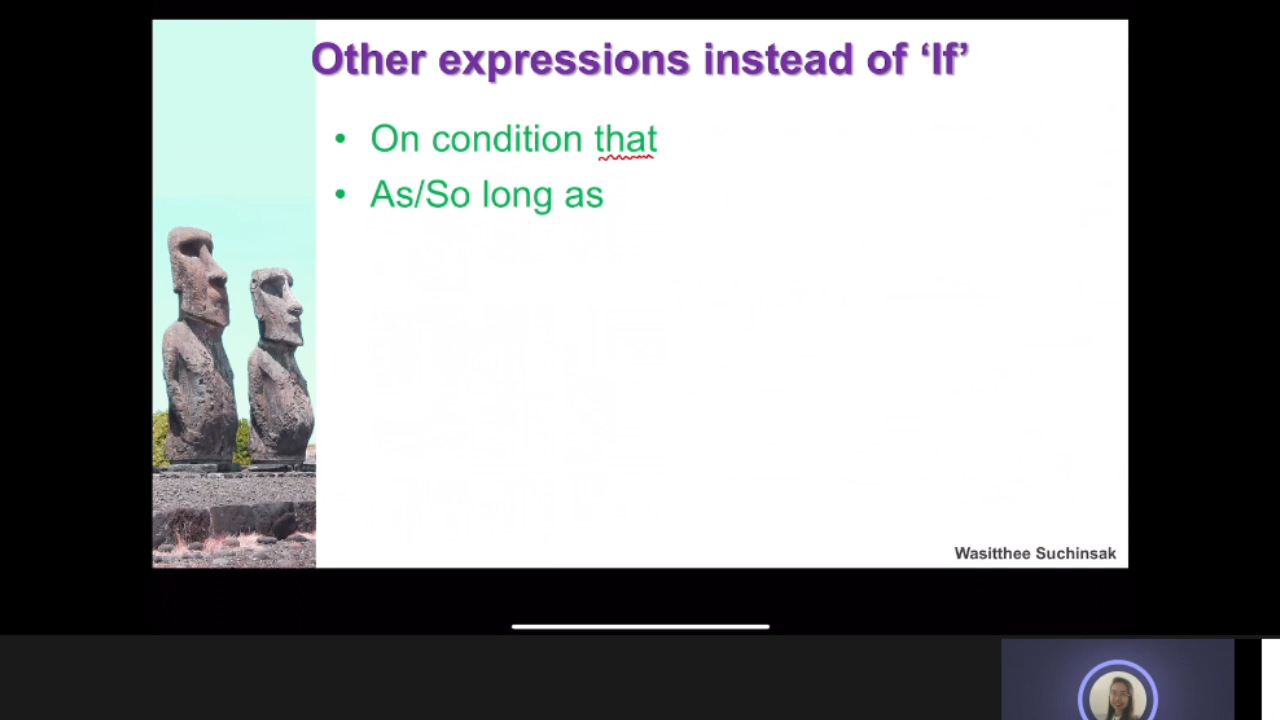 Other expressions instead of ‘If’
• On condition that
• As/So long as
Wasitthee Suchinsak